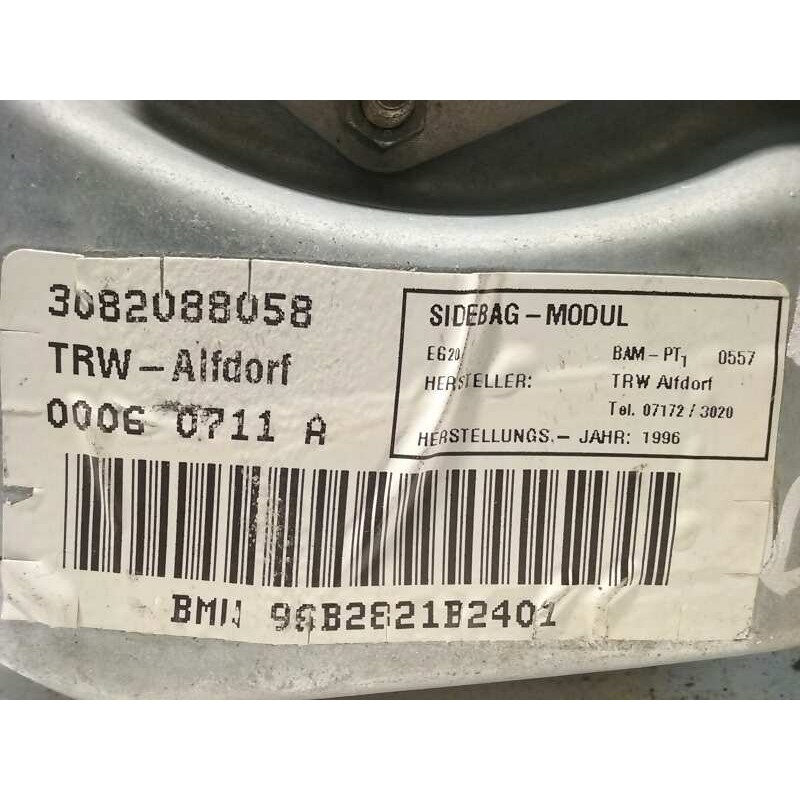 3082088058
TRW-Alfdorf
0006 0711 A
SIDEBAG-MODUL
EG20 BAM-PT1 0557
HERSTELLER: TRW Alfdorf
Tel. 07172/3020
HERSTELLUNGS.-JAHR: 1996
96B2821B2401